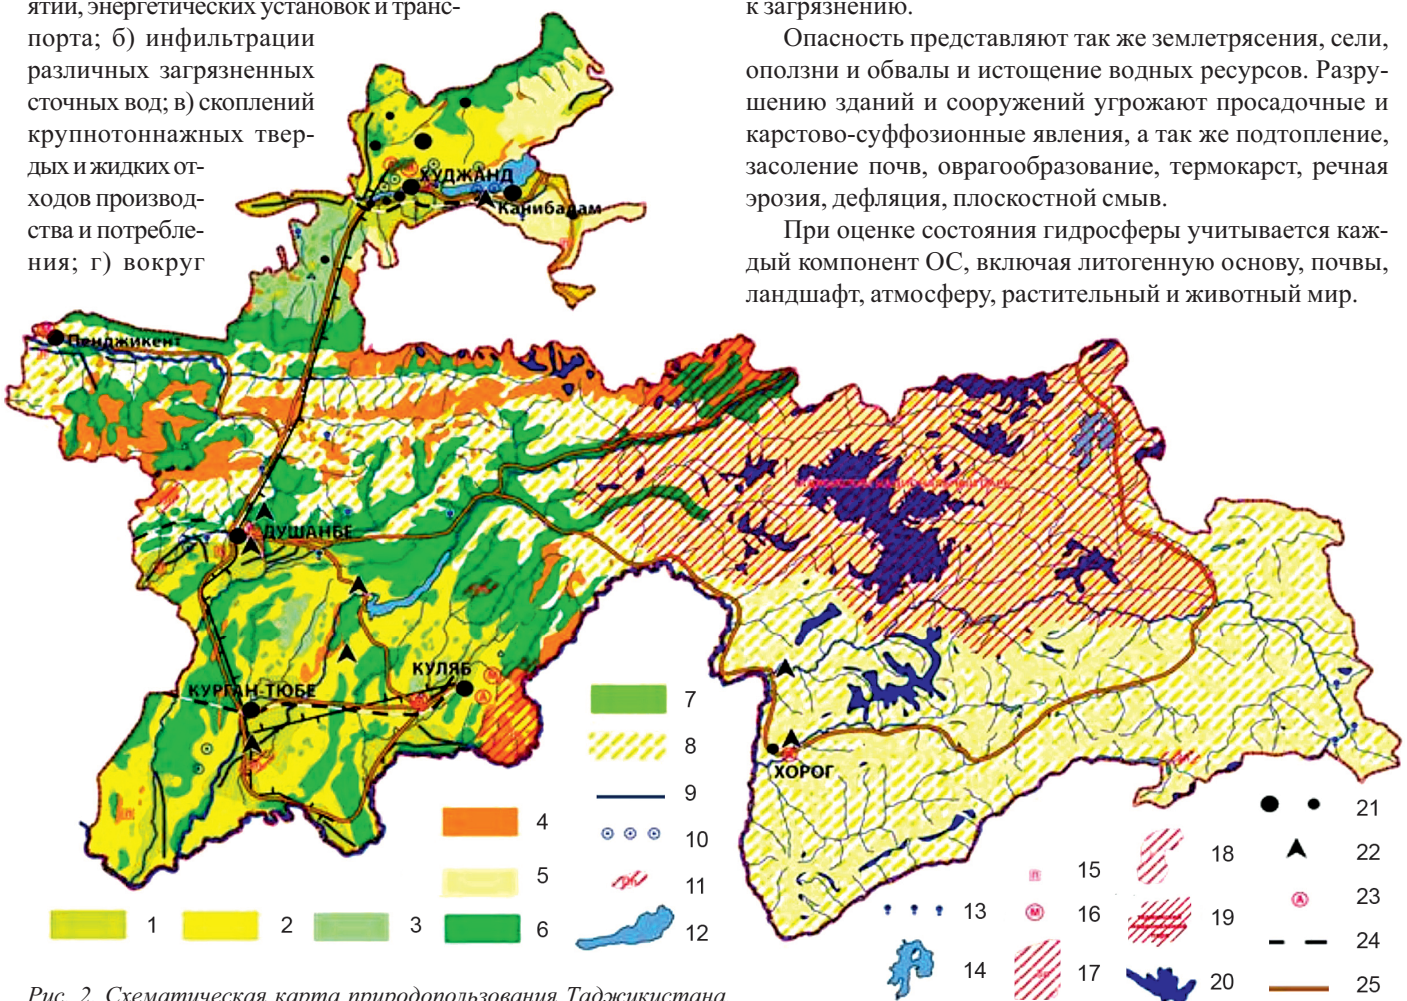 ятий, энергетических установок и транс-
порта; б) инфильтрации
различных загрязненных
сточных вод; в) скоплений
крупнотоннажных твер-
дых и жидких от-
ходов производ-
ства и потребле-
ния; г) вокруг
к загрязнению.
Опасность представляют так же землетрясения, сели,
оползни и обвалы и истощение водных ресурсов. Разру-
шению зданий и сооружений угрожают просадочные и
карстово-суффозионные явления, а так же подтопление,
засоление почв, оврагообразование, термокарст, речная
эрозия, дефляция, плоскостной смыв.
При оценке состояния гидросферы учитывается каж-
дый компонент ОС, включая литогенную основу, почвы,
ландшафт, атмосферу, растительный и животный мир.
ХУДЖАНД
Канибадам
Пенджикент
ДУШАНБЕ
КУЛЯБ
КУРГАН-ТЮБЕ
ХОРОГ
1
2
3
4
5
6
7
8
9
10
11
12
13
14
П 15
М 16
17
18
19
20
21
22
А 23
24
25
Рис. 2. Схематическая карта природопользования Таджикистана